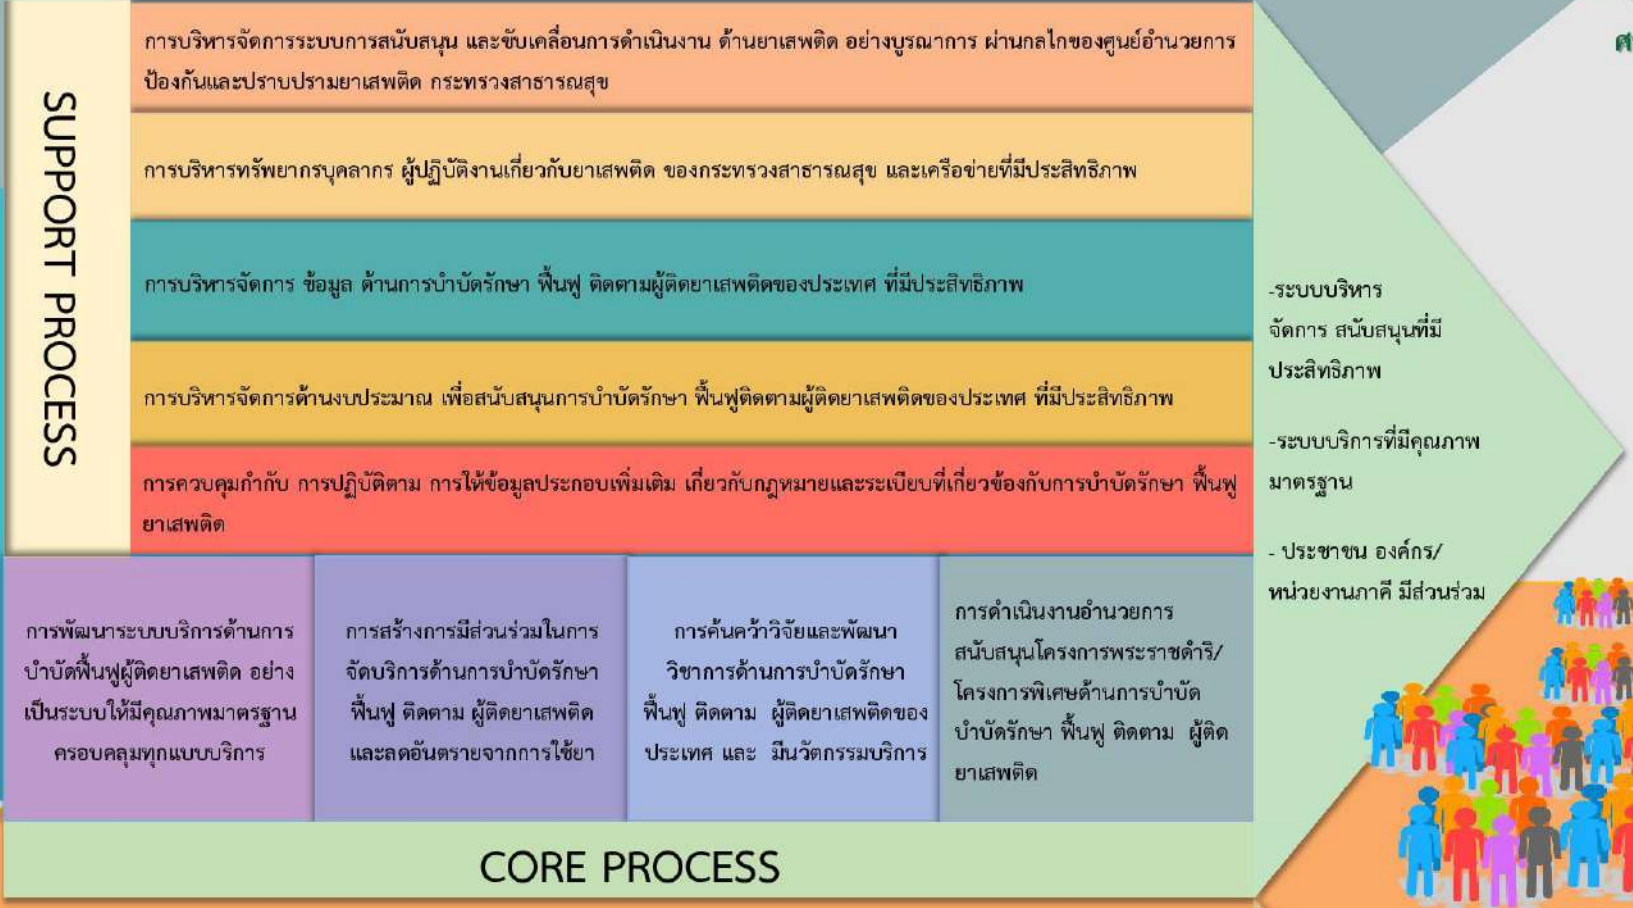 SUPPORT PROCESS
การบริหารจัดการระบบการสนับสนุน และขับเคลื่อนการดำเนินงาน ด้านยาเสพติด อย่างบูรณาการ ผ่านกลไกของศูนย์อำนวยการ
ป้องกันและปราบปรามยาเสพติด กระทรวงสาธารณสุข
การบริหารทรัพยากรบุคลากร ผู้ปฏิบัติงานเกี่ยวกับยาเสพติด ของกระทรวงสาธารณสุข และเครือข่ายที่มีประสิทธิภาพ
การบริหารจัดการ ข้อมูล ด้านการบำบัดรักษา ฟื้นฟู ติดตามผู้ติดยาเสพติดของประเทศ ที่มีประสิทธิภาพ
การบริหารจัดการด้านงบประมาณ เพื่อสนับสนุนการบำบัดรักษา ฟื้นฟูติดตามผู้ติดยาเสพติดของประเทศ ที่มีประสิทธิภาพ
การควบคุมกำกับ การปฏิบัติตาม การให้ข้อมูลประกอบเพิ่มเติม เกี่ยวกับกฎหมายและระเบียบที่เกี่ยวข้องกับการบำบัดรักษา ฟื้นฟู
ยาเสพติด
การพัฒนาระบบบริการด้านการ
บำบัดฟื้นฟูผู้ติดยาเสพติด อย่าง
เป็นระบบให้มีคุณภาพมาตรฐาน
ครอบคลุมทุกแบบบริการ
การสร้างการมีส่วนร่วมในการ
จัดบริการด้านการบำบัดรักษา
ฟื้นฟู ติดตาม ผู้ติดยาเสพติด
และลดอันตรายจากการใช้ยา
การค้นคว้าวิจัยและพัฒนา
วิชาการด้านการบำบัดรักษา
ฟื้นฟู ติดตาม ผู้ติดยาเสพติดของ
ประเทศ และ มีนวัตกรรมบริการ
การดำเนินงานอำนวยการ
สนับสนุนโครงการพระราชดำริ/
โครงการพิเศษด้านการบำบัด
บำบัดรักษา ฟื้นฟู ติดตาม ผู้ติด
ยาเสพติด
CORE PROCESS
-ระบบบริหาร
จัดการ สนับสนุนที่มี
ประสิทธิภาพ
-ระบบบริการที่มีคุณภาพ
มาตรฐาน
- ประชาชน องค์กร/
หน่วยงานภาคี มีส่วนร่วม